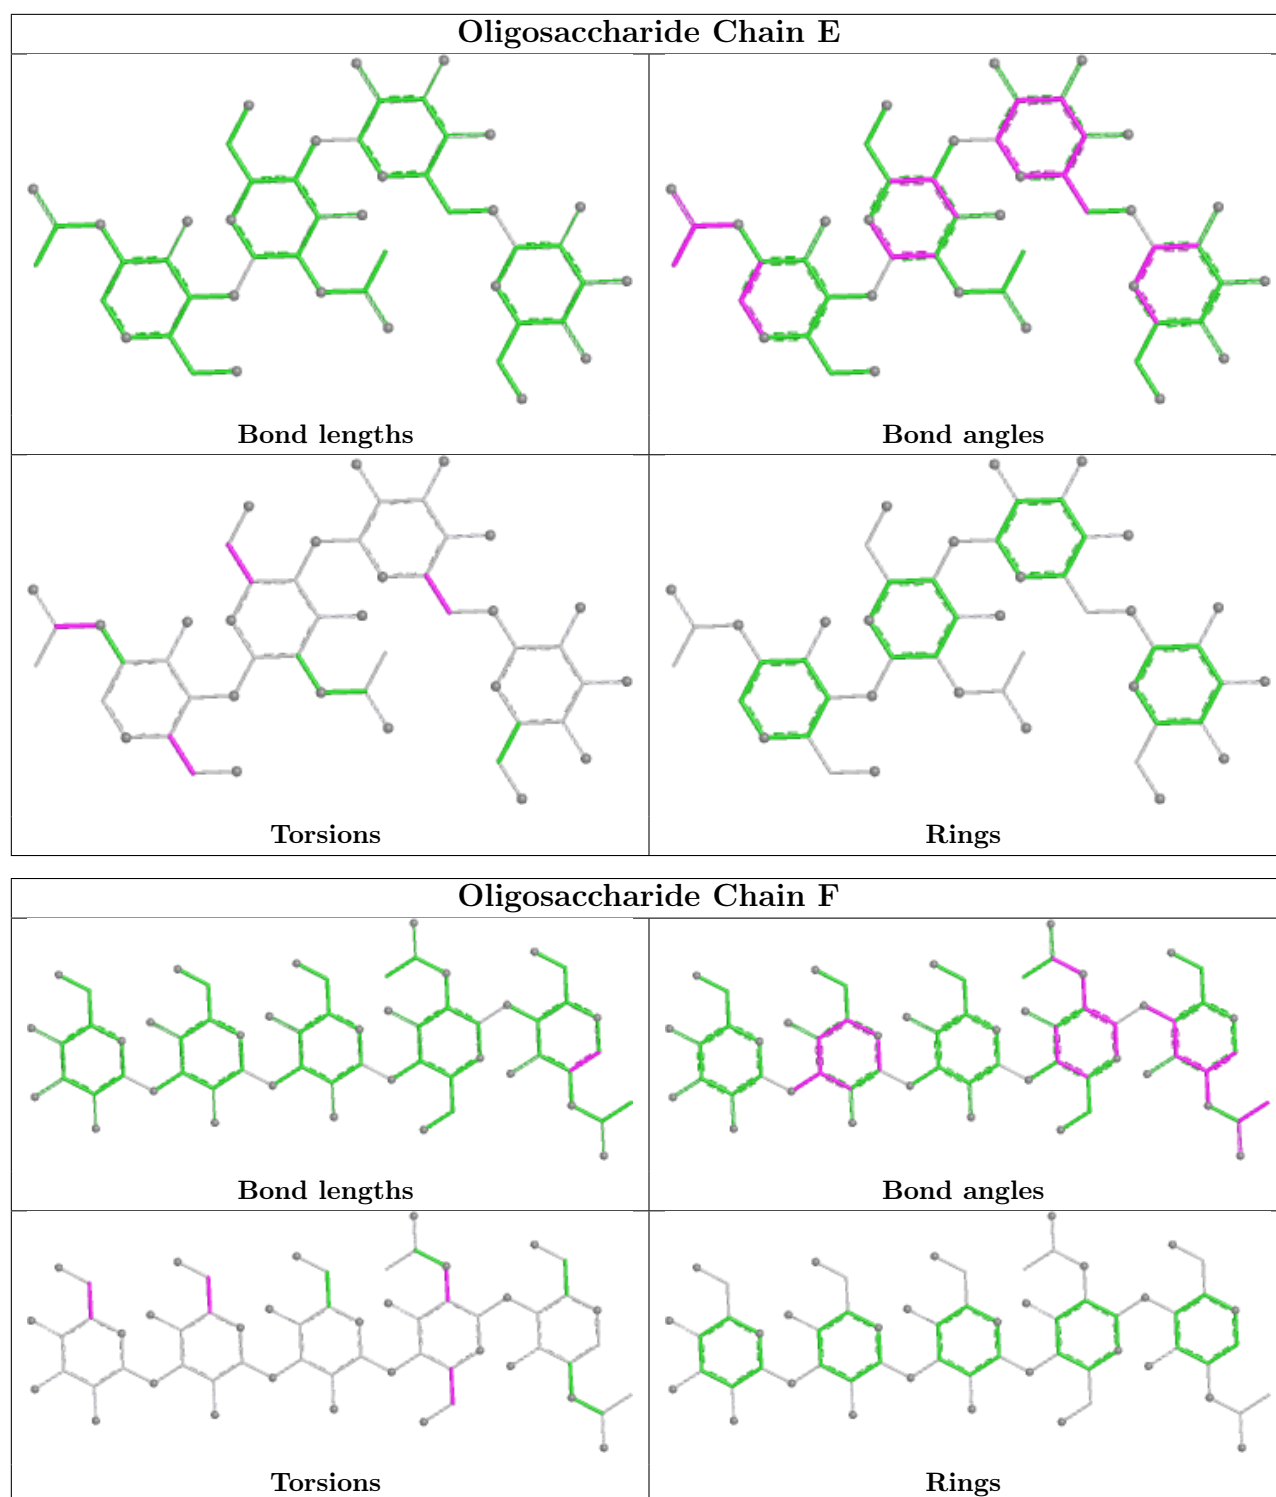 Oligosaccharide Chain E
Bond lengths
Bond angles
Torsions
Rings
Oligosaccharide Chain F
Bond lengths
Bond angles
Torsions
Rings